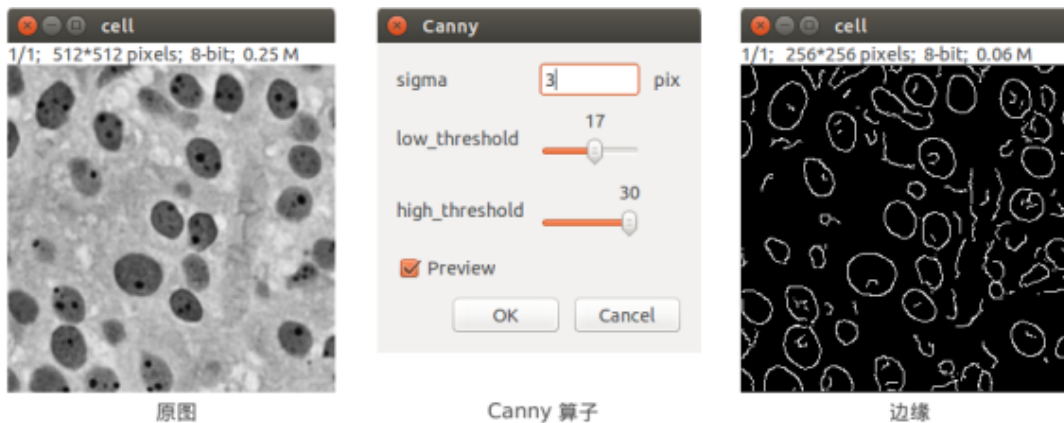 cell
1/1; 512*512 pixels; 8-bit; 0.25 M
原图
Canny
sigma 3 pix
17
low_threshold
30
high_threshold
Preview
OK Cancel
Canny 算子
cell
1/1; 256*256 pixels; 8-bit; 0.06 M
边缘